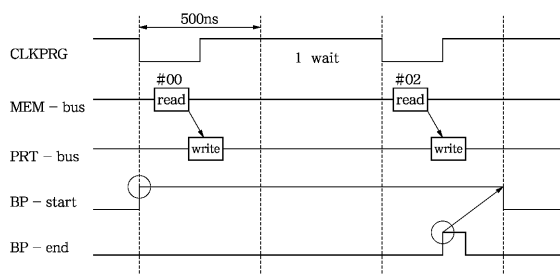 500ns
CLKPRG
1 wait
#00
#02
MEM - bus
read
read
PRT - bus
write
write
BP - start
BP - end